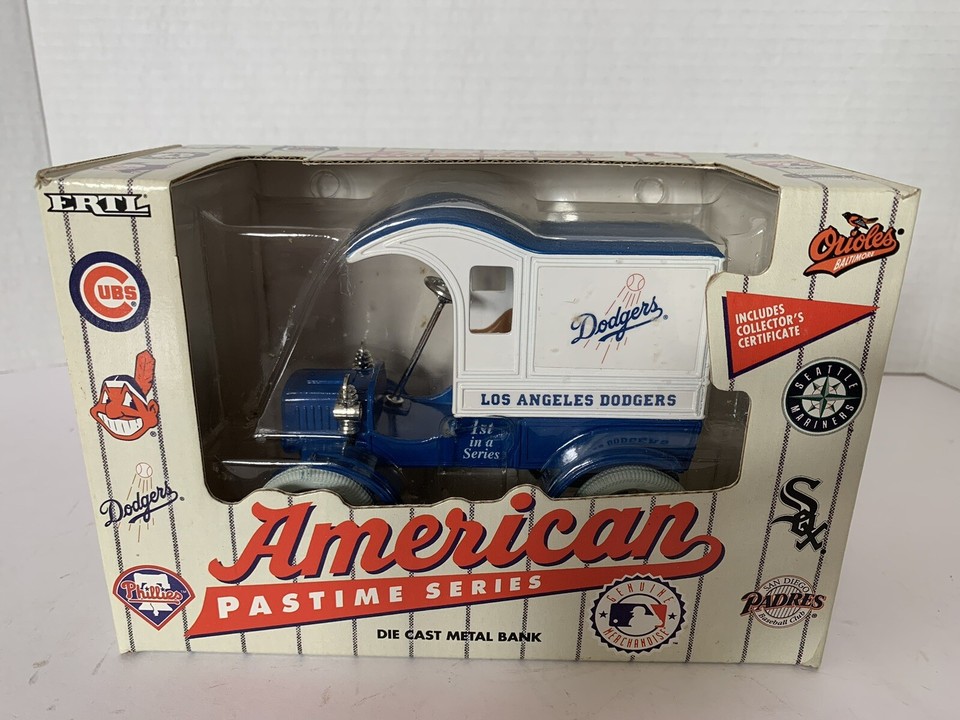 ERTL
CUBS
Dodgers
Phillies
Orioles
BALTIMORE
INCLUDES
COLLECTOR'S
CERTIFICATE
SEATTLE
MARINERS
Sox
SAN DIEGO
PADRES
Baseball Club
Dodgers
LOS ANGELES DODGERS
1st
in a
Series
DODGERS
American
PASTIME SERIES
DIE CAST METAL BANK
GENUINE
MERCHANDISE